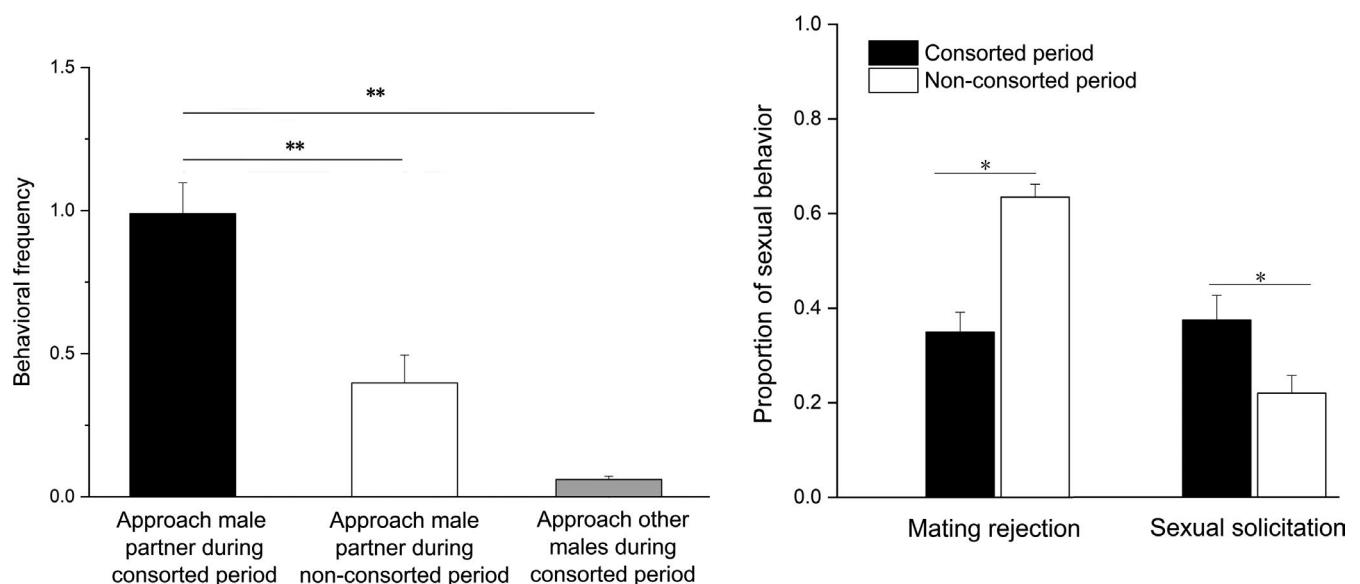 1.5
**
**
1.0
0.5
0.0
Behavioral frequency
Approach male
partner during
consorted period
Approach male
partner during
non-consorted period
Approach other
males during
consorted period
1.0
0.8
0.6
0.4
0.2
0.0
Proportion of sexual behavior
Consorted period
Non-consorted period
*
*
Mating rejection
Sexual solicitation